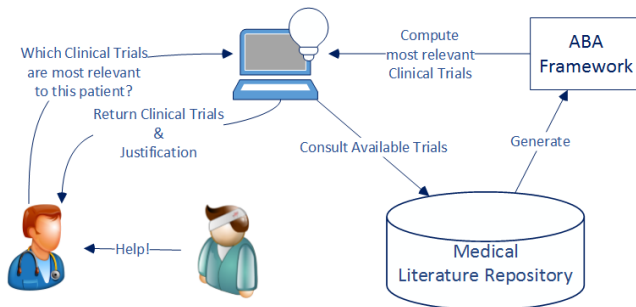 Which Clinical Trials
are most relevant
to this patient?
Compute
most relevant
Clinical Trials
ABA
Framework
Return Clinical Trials
&
Justification
Consult Available Trials
Generate
Help!
Medical
Literature Repository